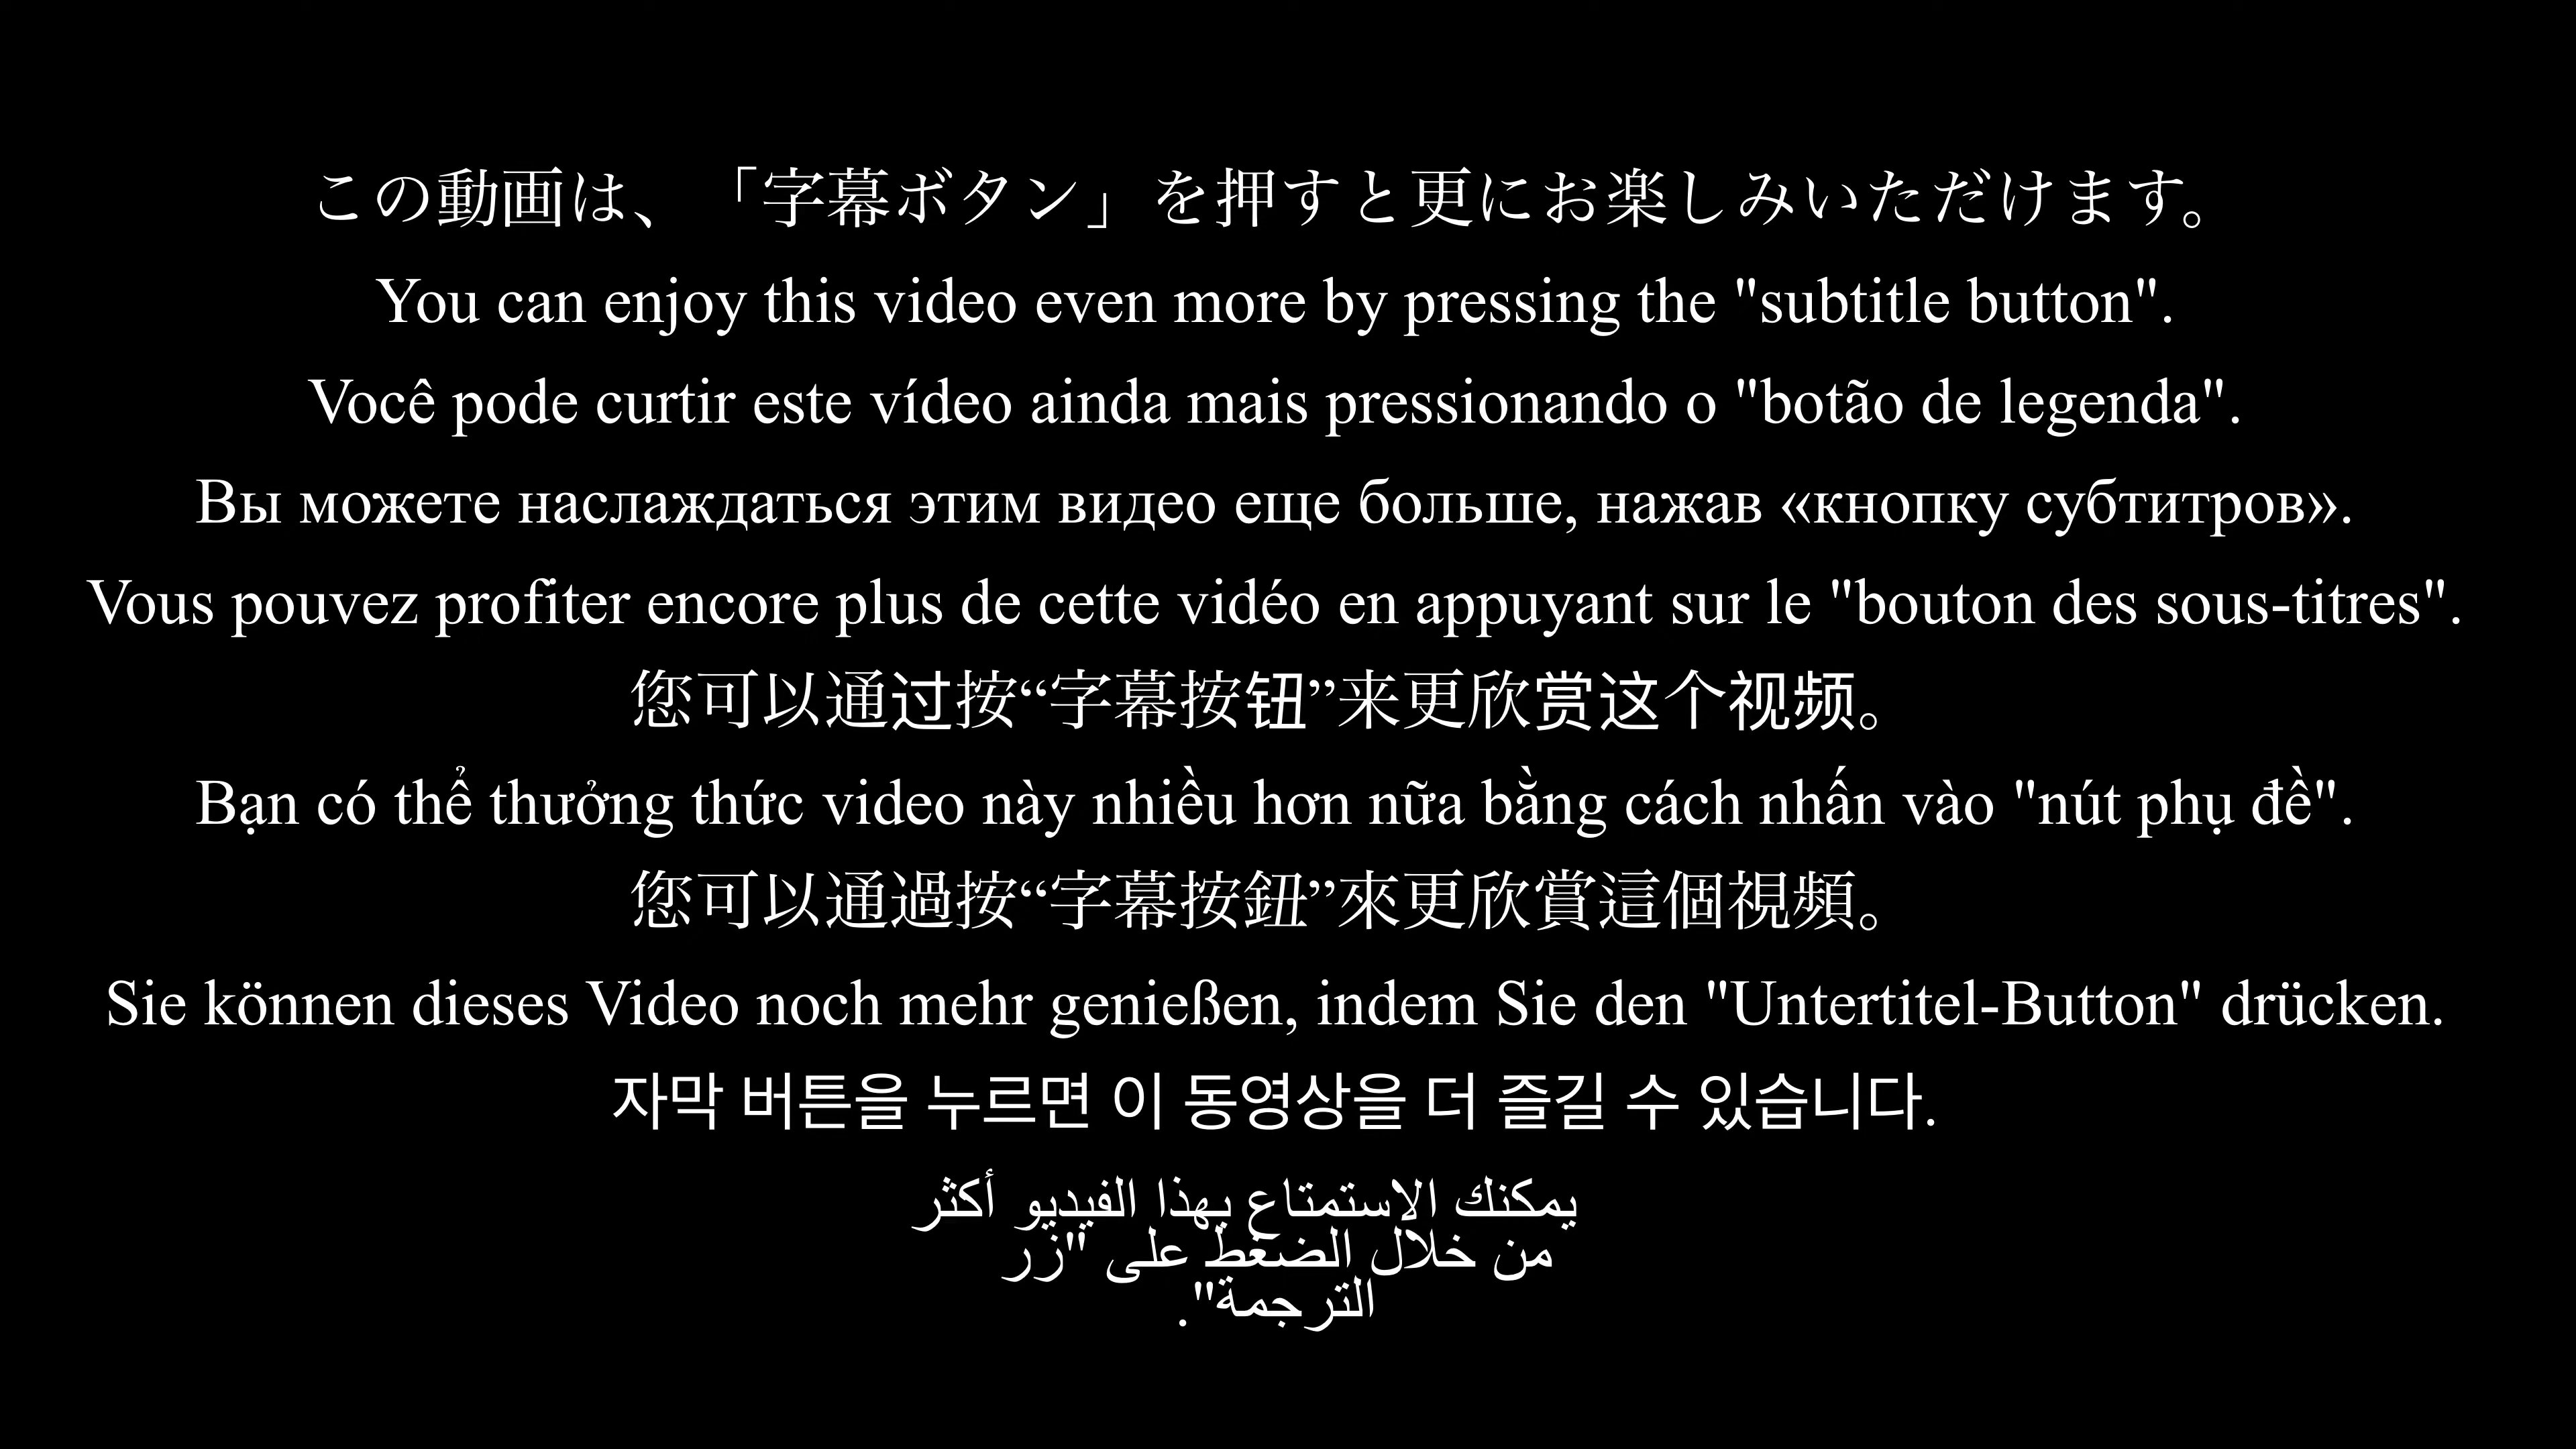 この動画は、「字幕ボタン」を押すと更にお楽しみいただけます。
You can enjoy this video even more by pressing the "subtitle button".
Você pode curtir este vídeo ainda mais pressionando o "botão de legenda".
Вы можете наслаждаться этим видео еще больше, нажав «кнопку субтитров».
Vous pouvez profiter encore plus de cette vidéo en appuyant sur le "bouton des sous-titres".
您可以通过按“字幕按钮”来更欣赏这个视频。
Bạn có thể thưởng thức video này nhiều hơn nữa bằng cách nhấn vào "nút phụ đề".
您可以通過按“字幕按鈕”來更欣賞這個視頻。
Sie können dieses Video noch mehr genießen, indem Sie den "Untertitel-Button" drücken.
자막 버튼을 누르면 이 동영상을 더 즐길 수 있습니다.
يمكنك الاستمتاع بهذا الفيديو أكثر
من خلال الضغط على "زر
الترجمة".